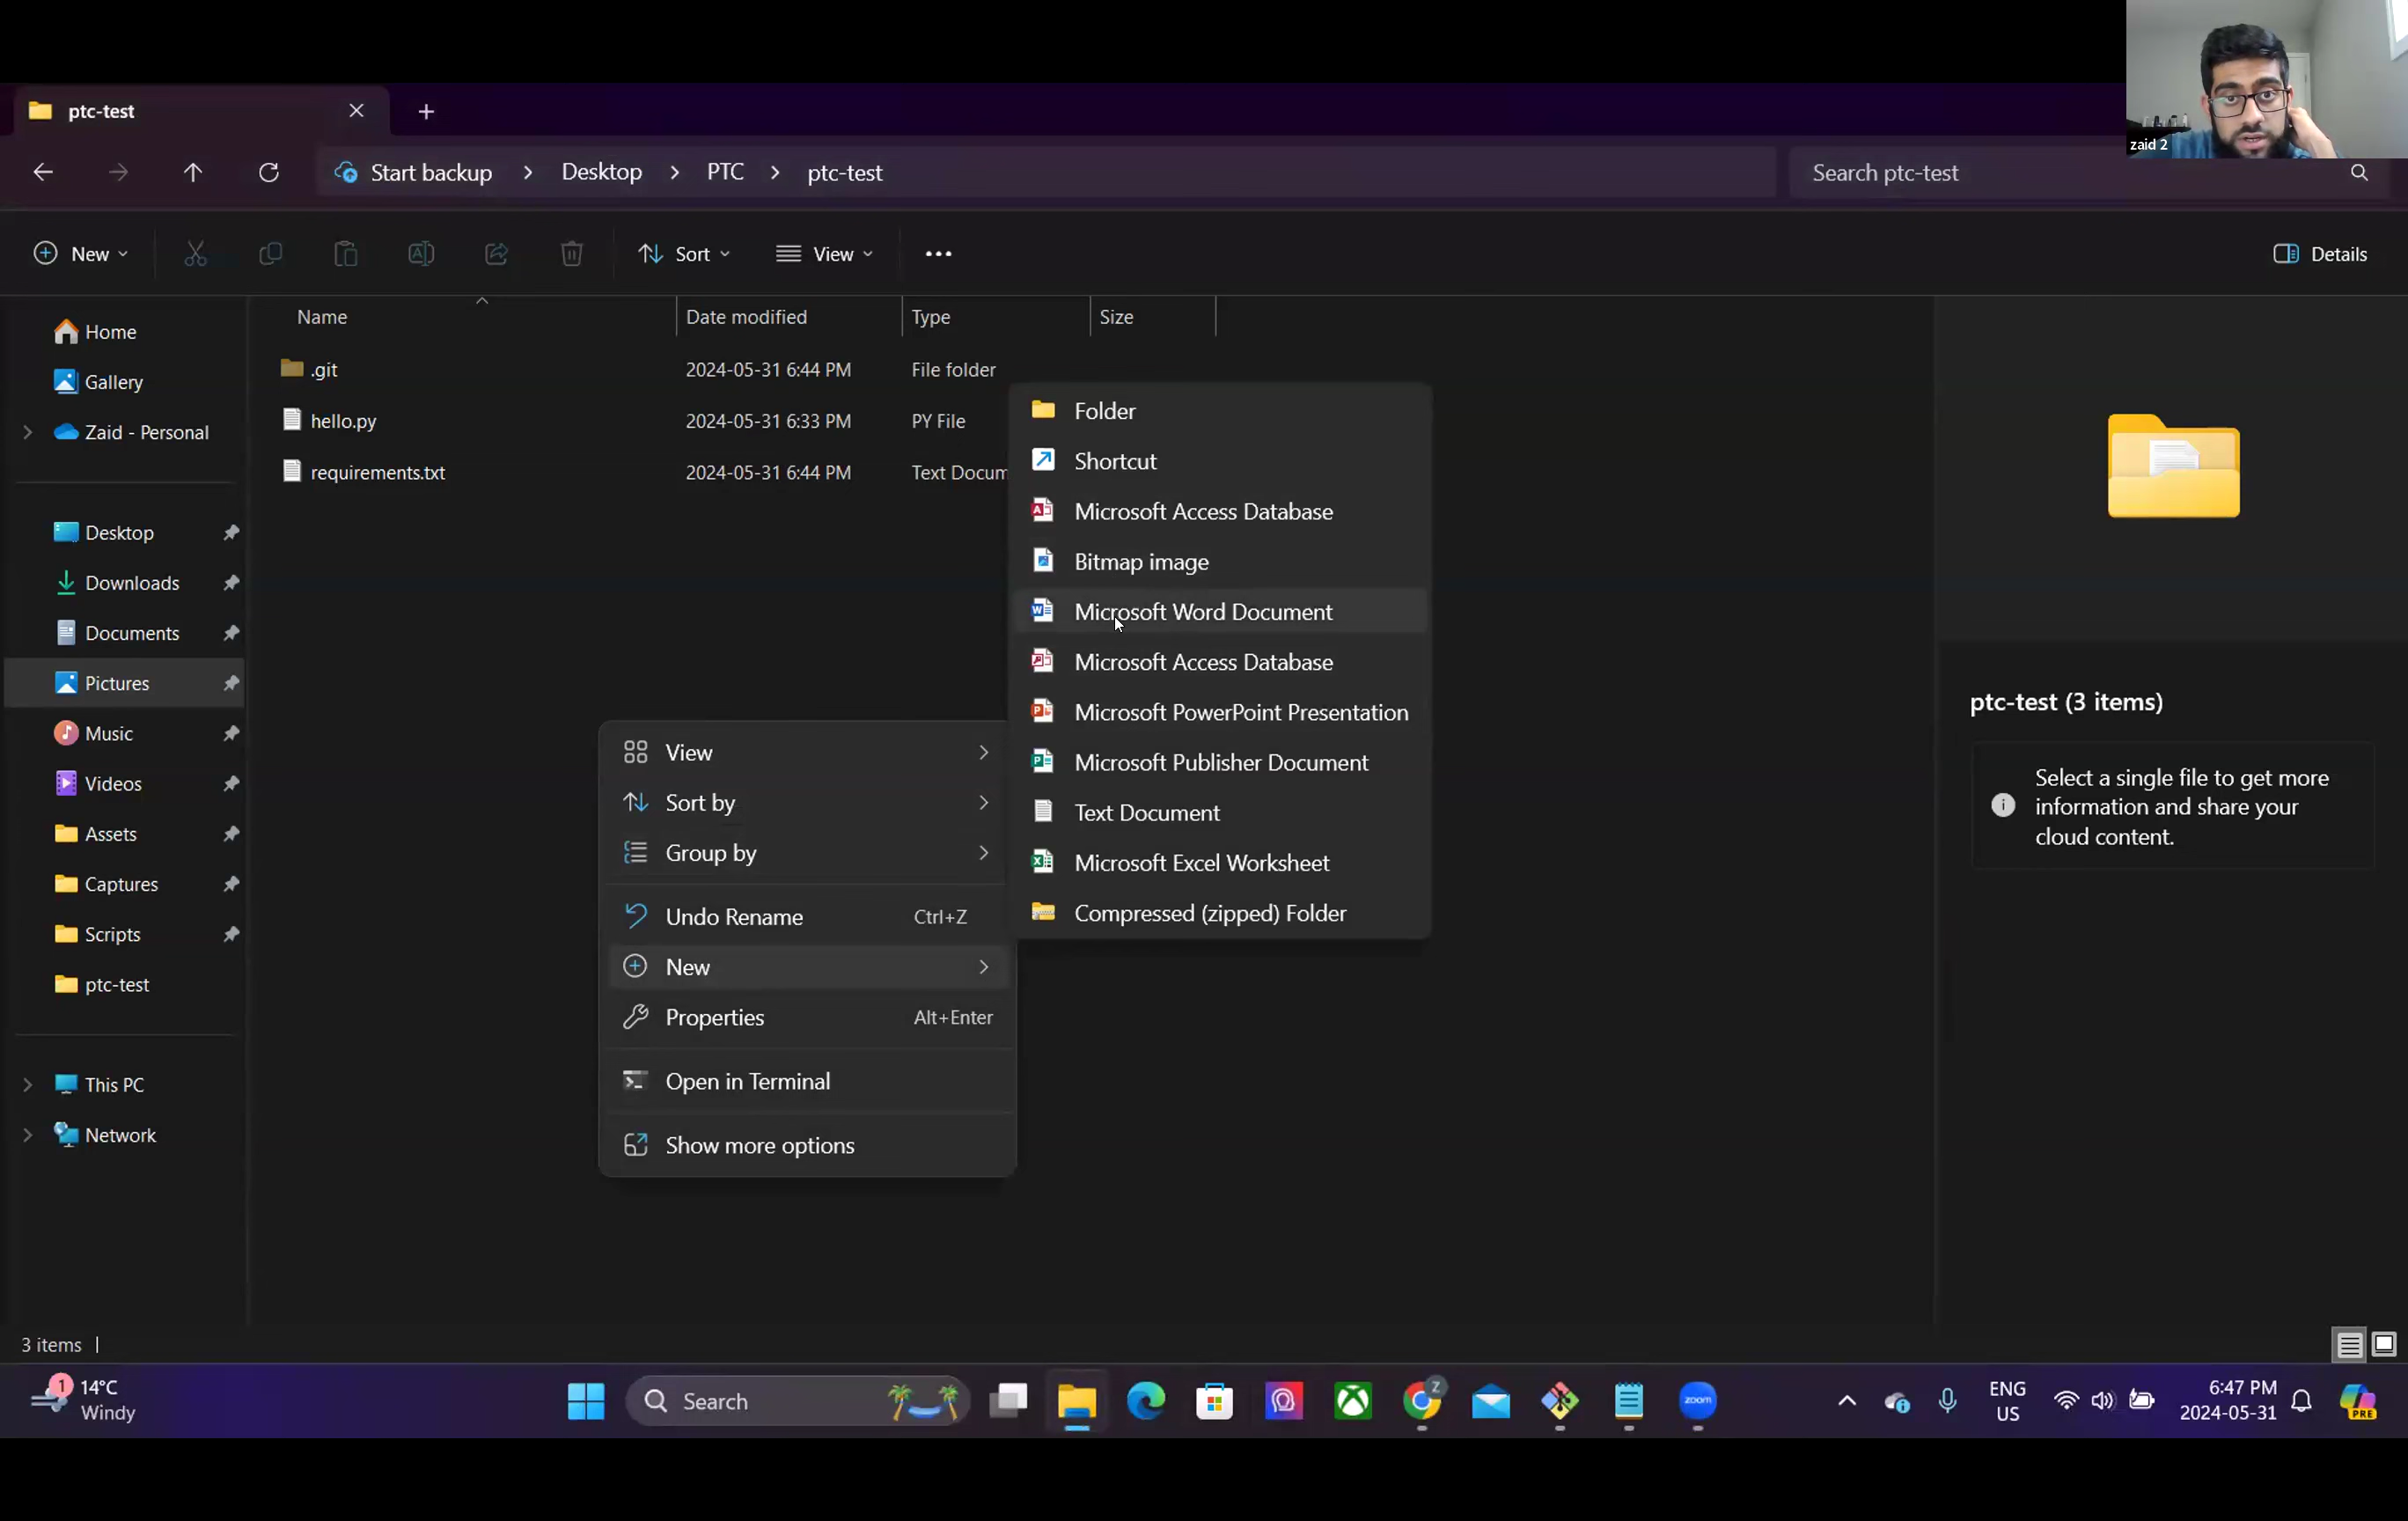 zaid 2
ptc-test
Start backup > Desktop > PTC > ptc-test
Search ptc-test
New
Sort
View
Details
Name
Date modified
Type
Size
.git
2024-05-31 6:44 PM
File folder
hello.py
2024-05-31 6:33 PM
PY File
requirements.txt
2024-05-31 6:44 PM
Text Docum
Home
Gallery
Zaid - Personal
Desktop
Downloads
Documents
Pictures
Music
Videos
Assets
Captures
Scripts
ptc-test
This PC
Network
View
Sort by
Group by
Undo Rename Ctrl+Z
New
Properties Alt+Enter
Open in Terminal
Show more options
Folder
Shortcut
Microsoft Access Database
Bitmap image
Microsoft Word Document
Microsoft Access Database
Microsoft PowerPoint Presentation
Microsoft Publisher Document
Text Document
Microsoft Excel Worksheet
Compressed (zipped) Folder
ptc-test (3 items)
Select a single file to get more
information and share your
cloud content.
3 items
1
14°C
Windy
Search
Z
zoom
ENG
US
6:47 PM
2024-05-31
PRE